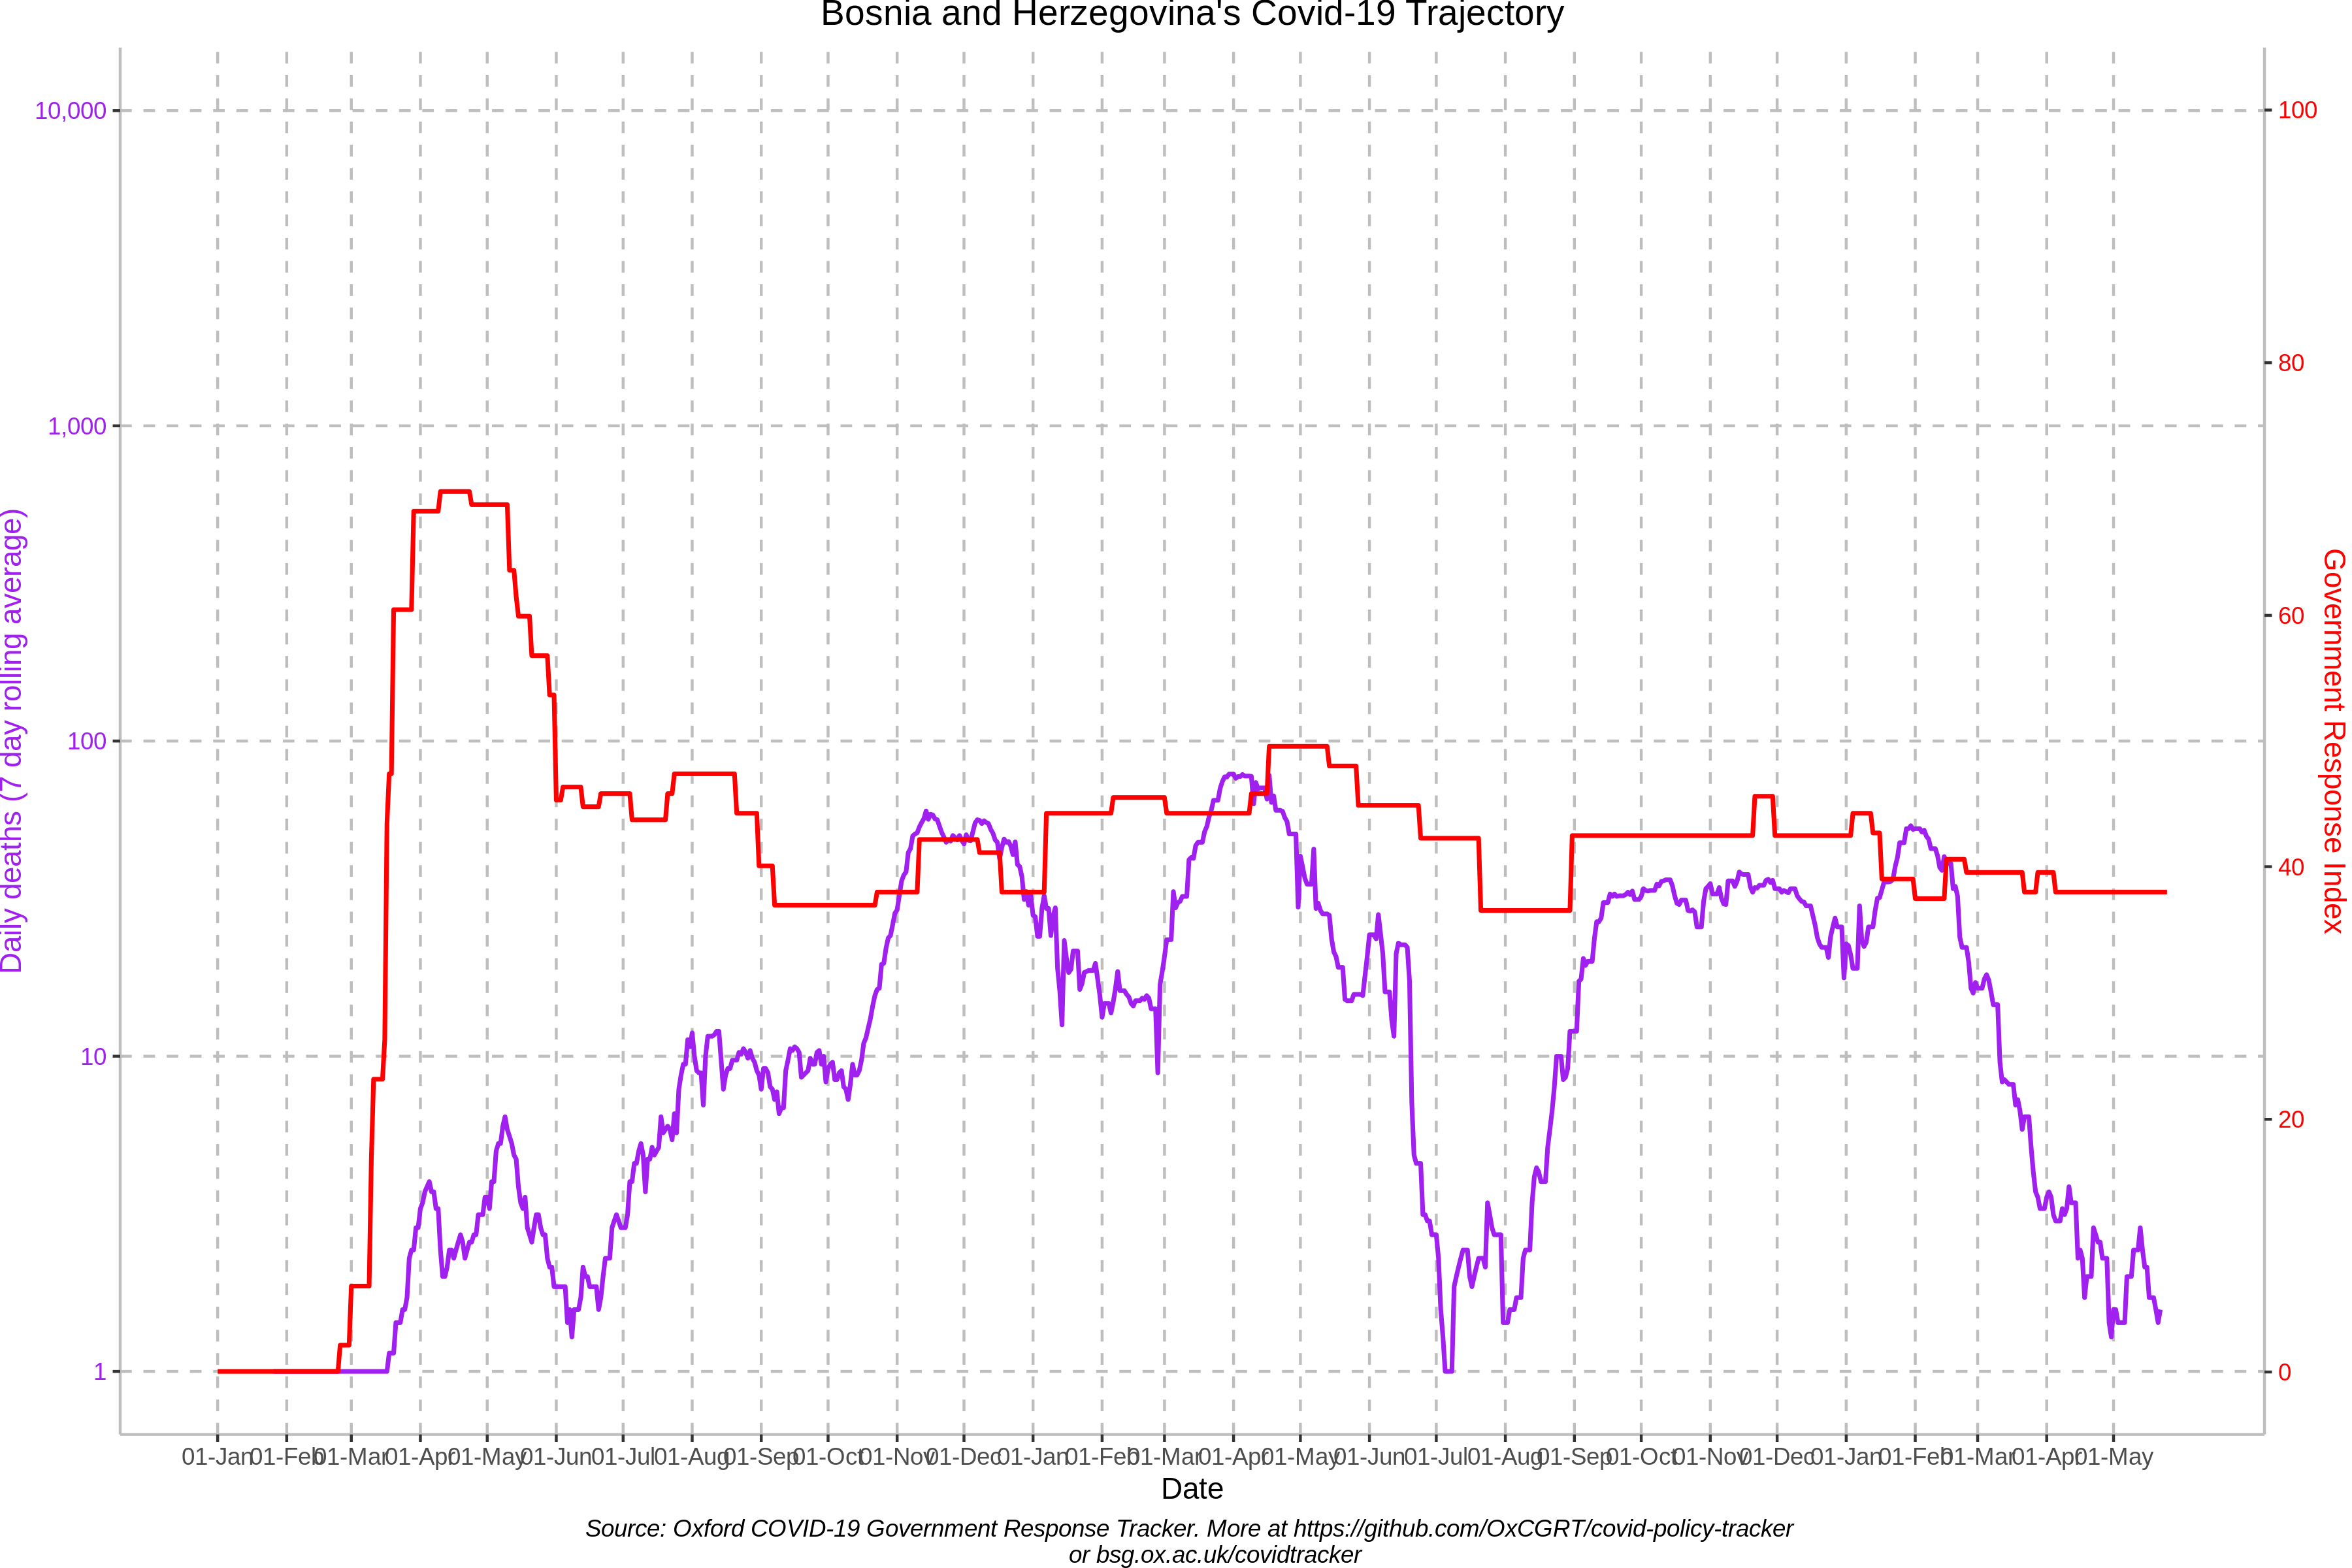 Bosnia and Herzegovina's Covid-19 Trajectory
10,000
1,000
100
10
1
Daily deaths (7 day rolling average)
100
80
60
40
20
0
Government Response Index
01-Jan 01-Feb 01-Mar 01-Apr 01-May 01-Jun 01-Jul 01-Aug 01-Sep 01-Oct 01-Nov 01-Dec 01-Jan 01-Feb 01-Mar 01-Apr 01-May 01-Jun 01-Jul 01-Aug 01-Sep 01-Oct 01-Nov 01-Dec 01-Jan 01-Feb 01-Mar 01-Apr 01-May
Date
Source: Oxford COVID-19 Government Response Tracker. More at https://github.com/OxCGRT/covid-policy-tracker
or bsg.ox.ac.uk/covidtracker